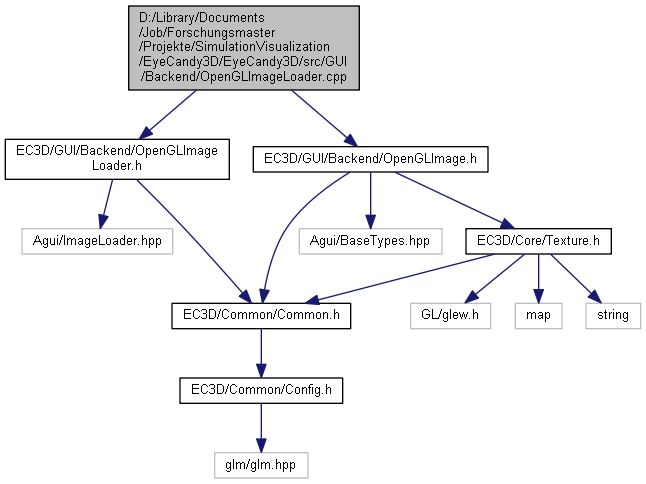 D:/Library/Documents
/Job/Forschungsmaster
/Projekte/SimulationVisualization
/EyeCandy3D/EyeCandy3D/src/GUI
/Backend/OpenGLImageLoader.cpp
EC3D/GUI/Backend/OpenGLImage
Loader.h
EC3D/GUI/Backend/OpenGLImage.h
Agui/ImageLoader.hpp
Agui/BaseTypes.hpp
EC3D/Core/Texture.h
EC3D/Common/Common.h
GL/glew.h
map
string
EC3D/Common/Config.h
glm/glm.hpp